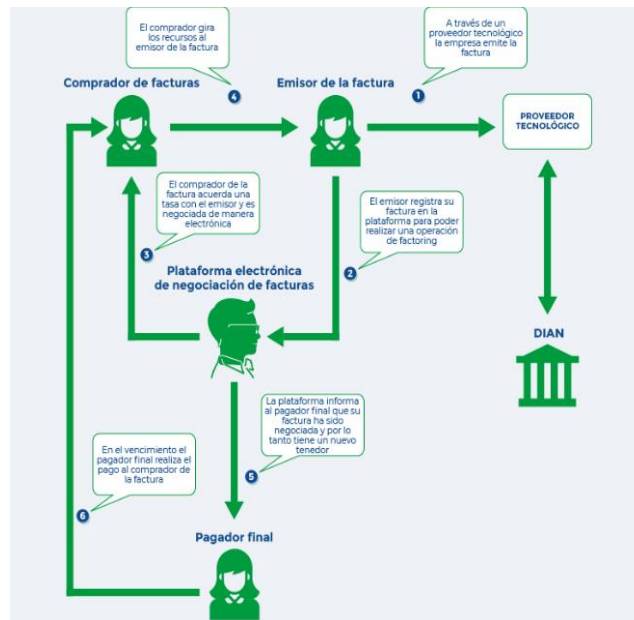 El comprador gira
los recursos al
emisor de la factura
A través de un
proveedor tecnológico
la empresa emite la
factura
Comprador de facturas
4
Emisor de la factura
1
PROVEEDOR
TECNOLÓGICO
El comprador de la
factura acuerda una
tasa con el emisor y es
negociada de manera
electrónica
3
El emisor registra su
factura en la
plataforma para poder
realizar una operación
de factoring
2
Plataforma electrónica
de negociación de facturas
DIAN
La plataforma informa
al pagador final que su
factura ha sido
negociada y por lo
tanto tiene un nuevo
tenedor
5
En el vencimiento el
pagador final realiza el
pago al comprador de
la factura
6
Pagador final